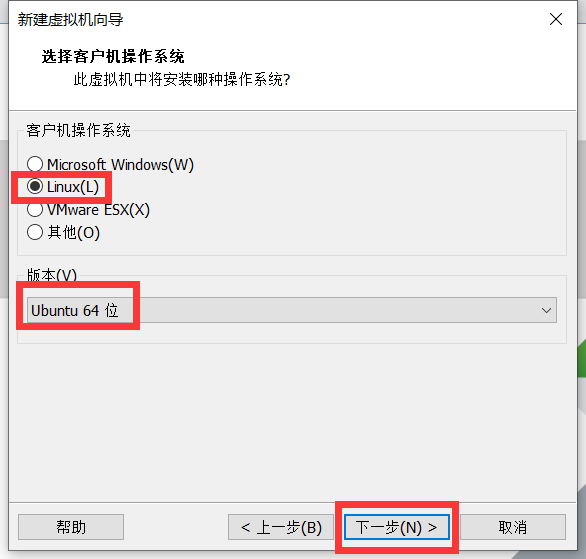 新建虚拟机向导
选择客户机操作系统
此虚拟机中将安装哪种操作系统?
客户机操作系统
Microsoft Windows(W)
Linux(L)
VMware ESX(X)
其他(O)
版本(V)
Ubuntu 64 位
帮助
< 上一步(B)
下一步(N) >
取消